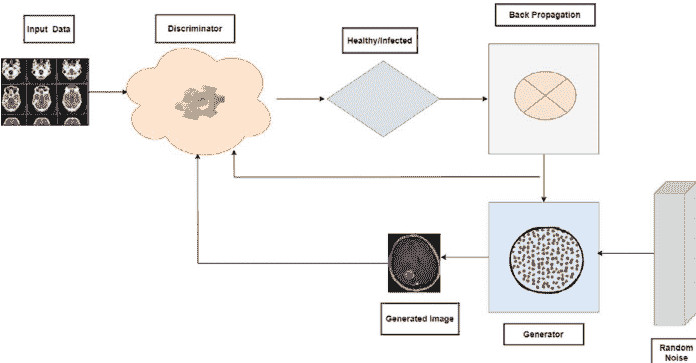 Input Data
Discriminator
Healthy/Infected
Back Propagation
Generated Image
Generator
Random
Noise